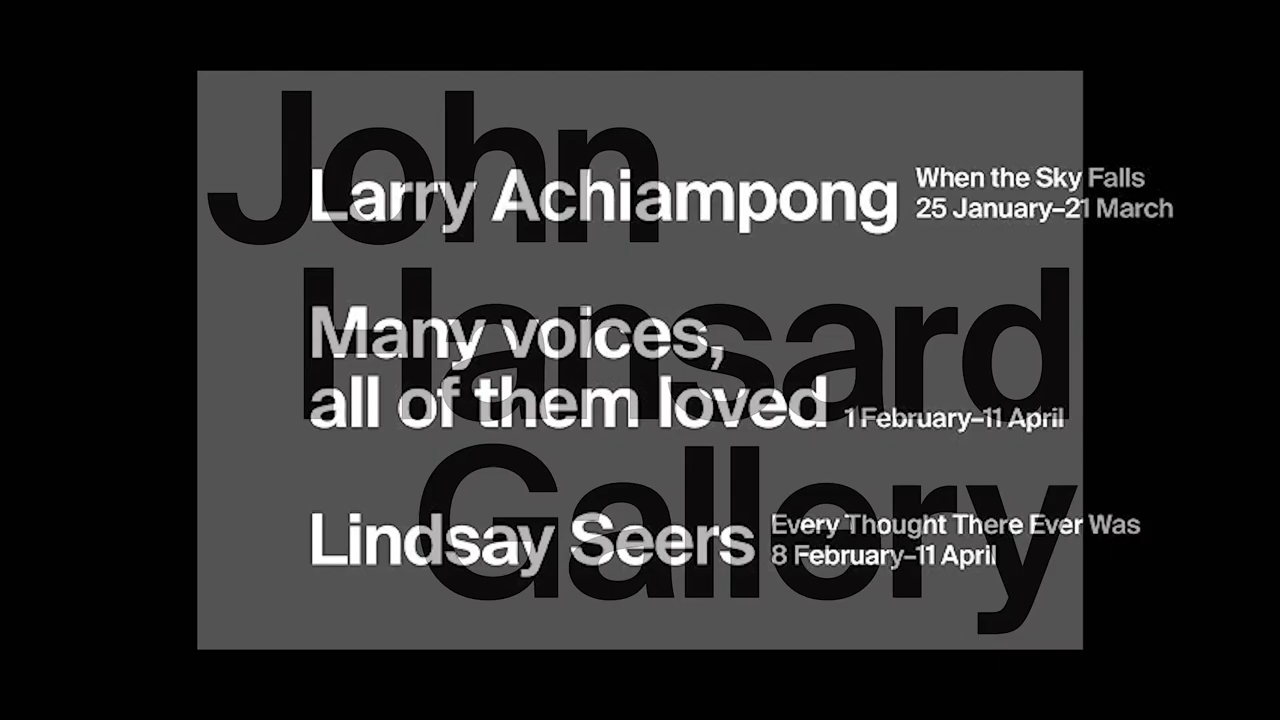 John
Hansard
Gallery
Larry Achiampong
When the Sky Falls
25 January–21 March
Many voices,
all of them loved
1 February–11 April
Lindsay Seers
Every Thought There Ever Was
8 February–11 April